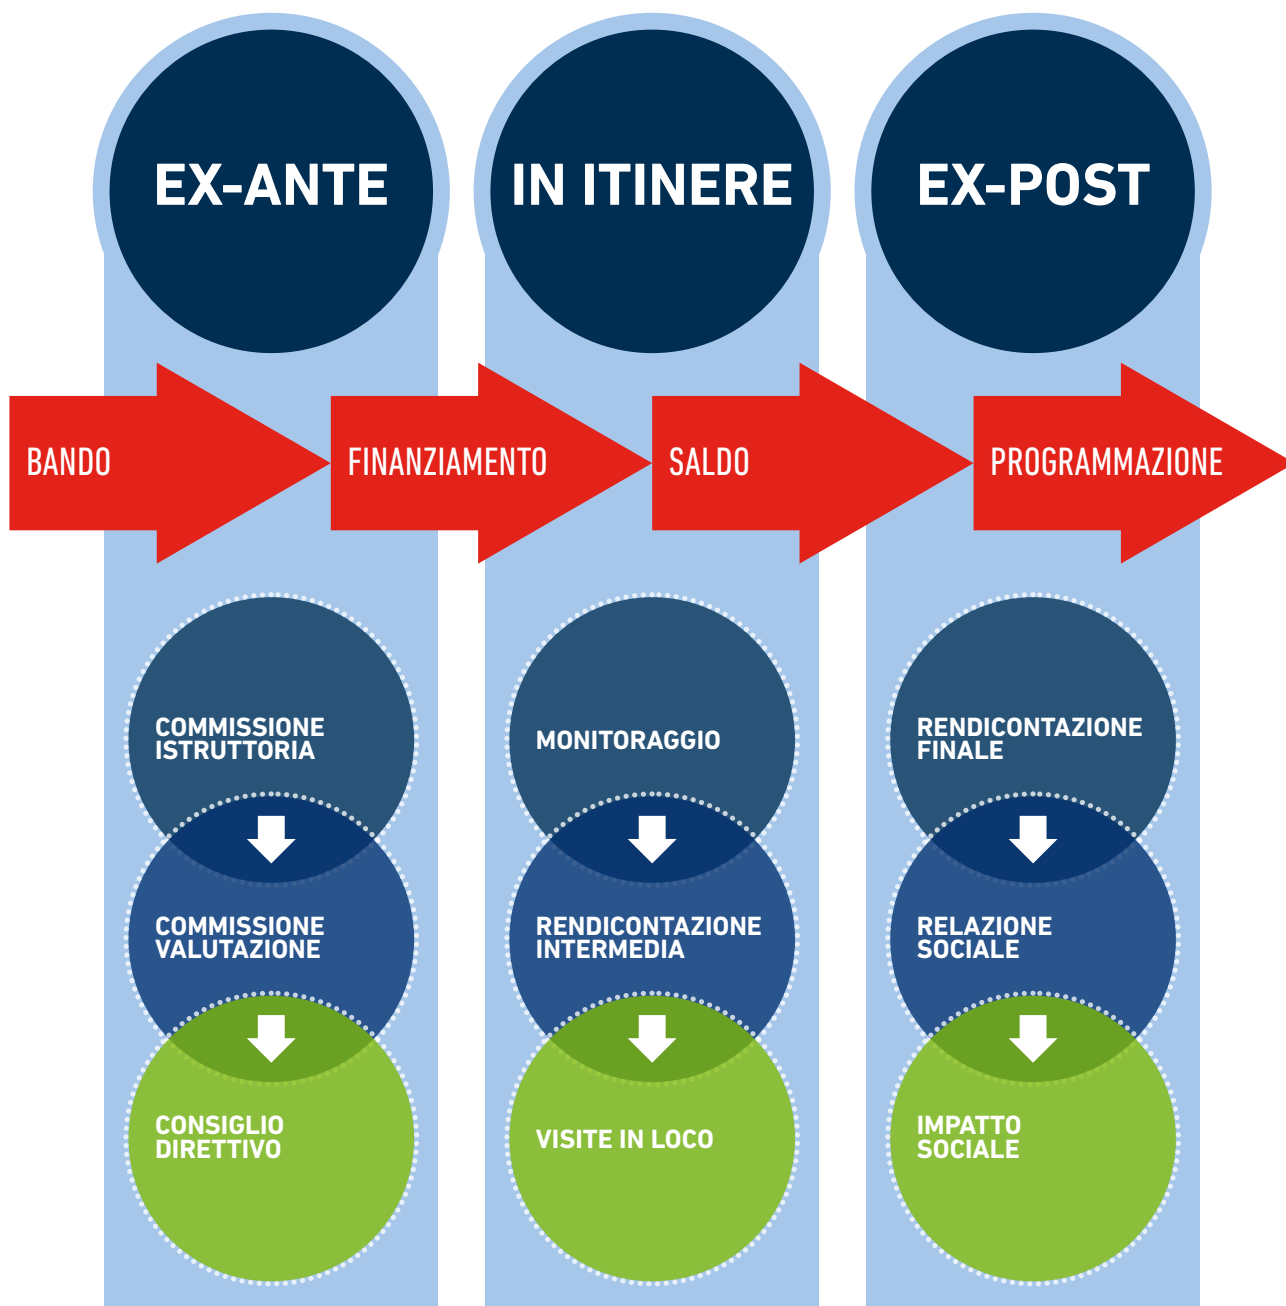 EX-ANTE
IN ITINERE
EX-POST
BANDO
FINANZIAMENTO
SALDO
PROGRAMMAZIONE
COMMISSIONE
ISTRUTTORIA
MONITORAGGIO
RENDICONTAZIONE
FINALE
COMMISSIONE
VALUTAZIONE
RENDICONTAZIONE
INTERMEDIA
RELAZIONE
SOCIALE
CONSIGLIO
DIRETTIVO
VISITE IN LOCO
IMPATTO
SOCIALE